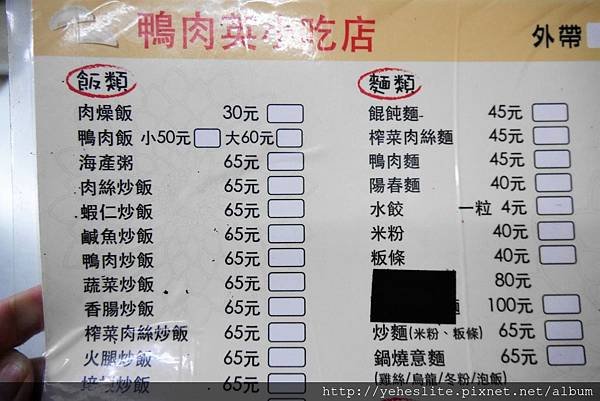 鴨肉英小吃店
外帶
飯類
肉燥飯 30元
鴨肉飯 小50元 大60元
海產粥 65元
肉絲炒飯 65元
蝦仁炒飯 65元
鹹魚炒飯 65元
鴨肉炒飯 65元
蔬菜炒飯 65元
香腸炒飯 65元
榨菜肉絲炒飯 65元
火腿炒飯 65元
炒飯 65元
麵類
餛飩麵 45元
榨菜肉絲麵 45元
鴨肉麵 45元
陽春麵 40元
水餃 一粒 4元
米粉 40元
粄條 40元
80元
麵 100元
炒麵(米粉、粄條) 65元
鍋燒意麵 65元
(雞絲/烏龍/冬粉/泡飯)
http://yeheslite.pixnet.net/album